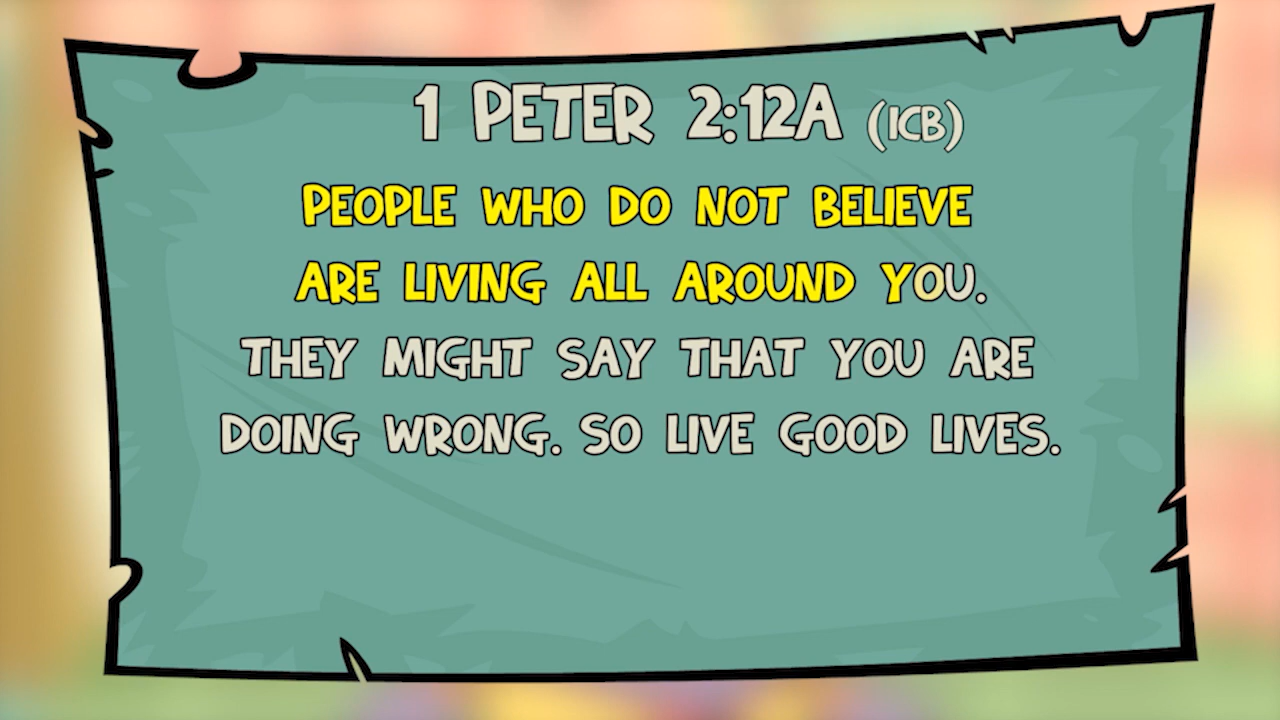 1 PETER 2:12A (ICB)
PEOPLE WHO DO NOT BELIEVE
ARE LIVING ALL AROUND YOU.
THEY MIGHT SAY THAT YOU ARE
DOING WRONG. SO LIVE GOOD LIVES.